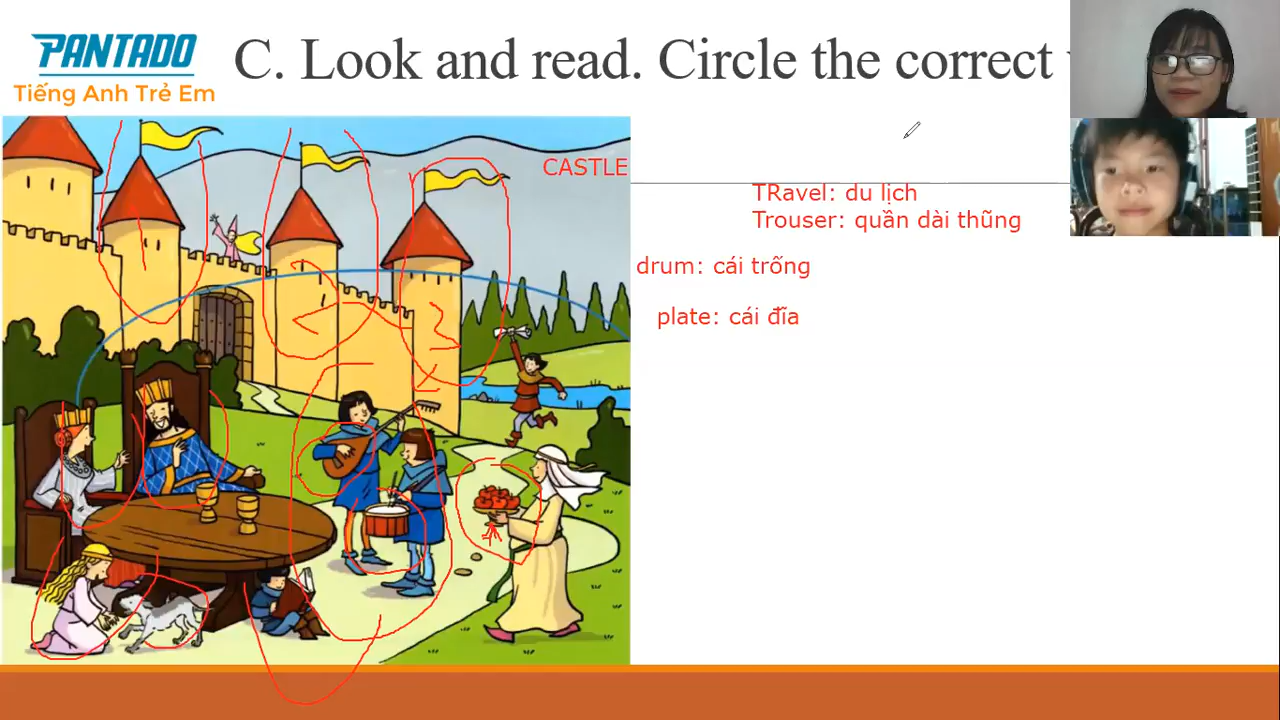 PANTADO
Tiếng Anh Trẻ Em
C. Look and read. Circle the correct
CASTLE
TRavel: du lịch
Trouser: quần dài thũng
drum: cái trống
plate: cái đĩa